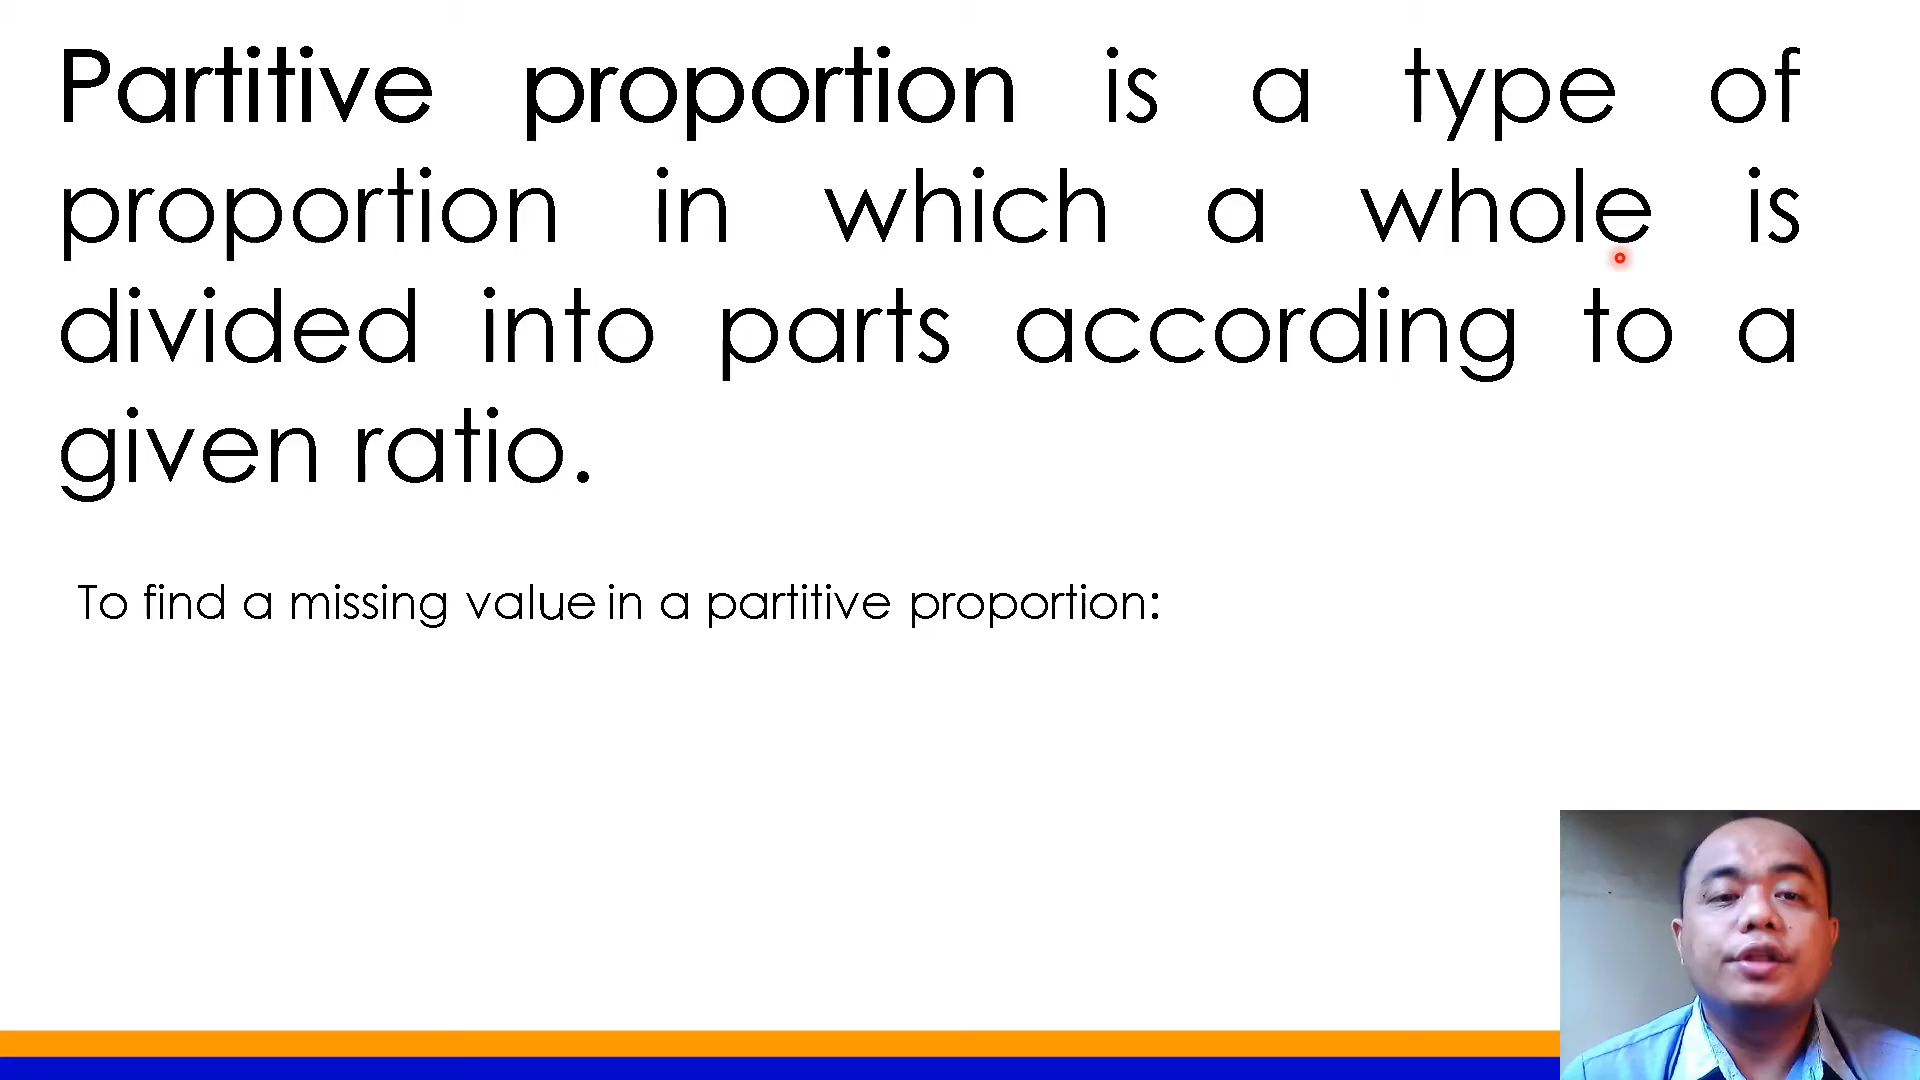 Partitive proportion is a type of
proportion in which a whole is
divided into parts according to a
given ratio.
To find a missing value in a partitive proportion: